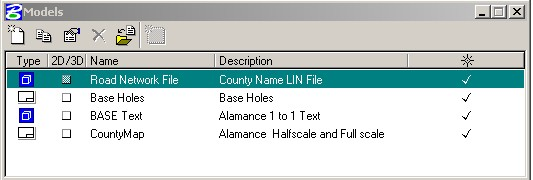 Models
Type 2D/3D Name Description
Road Network File County Name LIN File ✓
Base Holes Base Holes ✓
BASE Text Alamance 1 to 1 Text ✓
CountyMap Alamance Halfscale and Full scale ✓